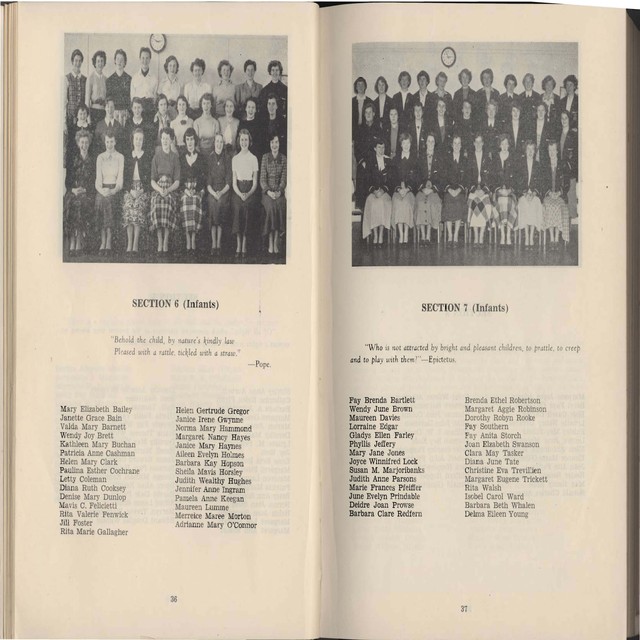 SECTION 6 (Infants)
"Behold the child, by nature's kindly law
Pleased with a rattle, tickled with a straw."
—Pope.
Mary Elizabeth Bailey
Janette Grace Bain
Valda Mary Barnett
Wendy Joy Brett
Kathleen Mary Buchan
Patricia Anne Cashman
Helen Mary Clark
Paulina Esther Cochrane
Letty Coleman
Diana Ruth Cooksey
Denise Mary Dunlop
Mavis C. Felicietti
Rita Valerie Fenwick
Jill Foster
Rita Marie Gallagher
Helen Gertrude Gregor
Janice Irene Gwynne
Norma Mary Hammond
Margaret Nancy Hayes
Janice Mary Haynes
Aileen Evelyn Holmes
Barbara Kay Hopson
Sheila Mavis Horsley
Judith Wealthy Hughes
Jennifer Anne Ingram
Pamela Anne Keegan
Maureen Lumme
Merreice Maree Morton
Adrianne Mary O'Connor
36
SECTION 7 (Infants)
"Who is not attracted by bright and pleasant children, to prattle, to creep
and to play with them?"—Epictetus.
Fay Brenda Bartlett
Wendy June Brown
Maureen Davies
Lorraine Edgar
Gladys Ellen Farley
Phyllis Jeffery
Mary Jane Jones
Joyce Winnifred Lock
Susan M. Marjorbanks
Judith Anne Parsons
Marie Frances Pfeiffer
June Evelyn Prindable
Deidre Joan Prowse
Barbara Clare Redfern
Brenda Ethel Robertson
Margaret Aggie Robinson
Dorothy Robyn Rooke
Fay Southern
Fay Anita Storch
Joan Elizabeth Swanson
Clara May Tasker
Diana June Tate
Christine Eva Trevillien
Margaret Eugene Trickett
Rita Walsh
Isobel Carol Ward
Barbara Beth Whalen
Delma Eileen Young
37